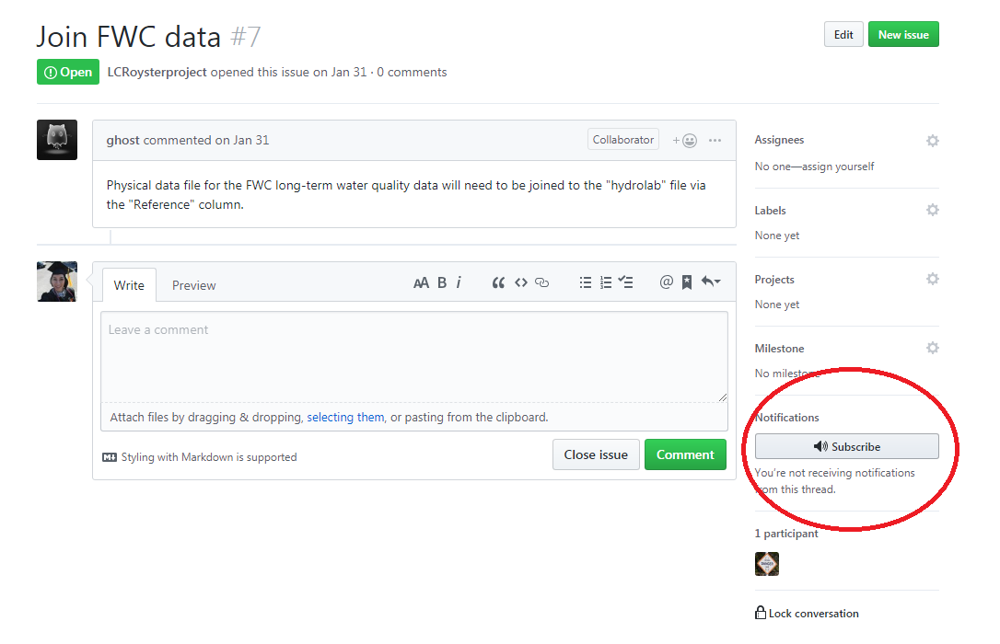 Join FWC data #7
Edit
New issue
Open
LCRoysterproject opened this issue on Jan 31 · 0 comments
ghost commented on Jan 31
Collaborator
Physical data file for the FWC long-term water quality data will need to be joined to the "hydrolab" file via
the "Reference" column.
Write
Preview
AA B i
Leave a comment
Attach files by dragging & dropping, selecting them, or pasting from the clipboard.
Styling with Markdown is supported
Close issue
Comment
Assignees
No one—assign yourself
Labels
None yet
Projects
None yet
Milestone
No milestone
Notifications
Subscribe
You're not receiving notifications
from this thread.
1 participant
Lock conversation